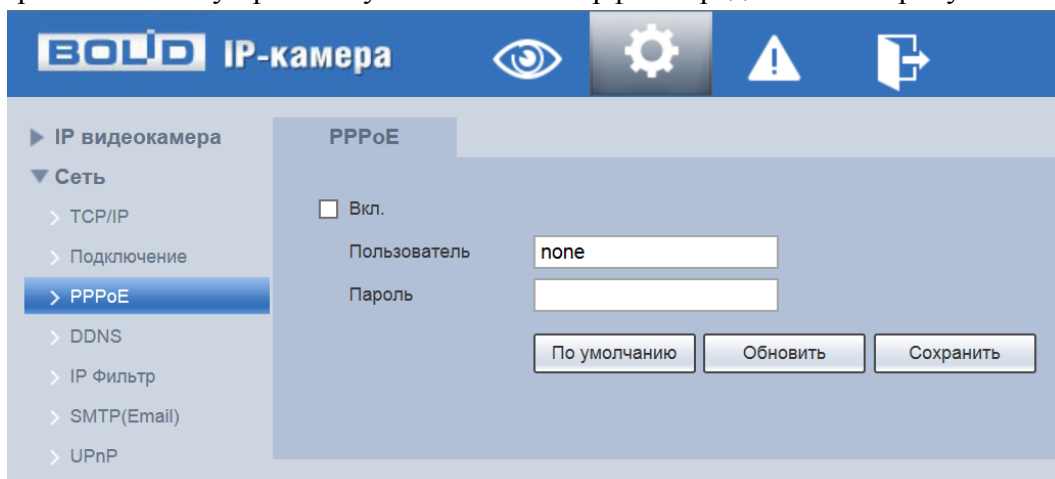 BOLID IP-камера
IP видеокамера
Сеть
TCP/IP
Подключение
PPPoE
DDNS
IP Фильтр
SMTP(Email)
UPnP
PPPoE
Вкл.
Пользователь none
Пароль
По умолчанию Обновить Сохранить